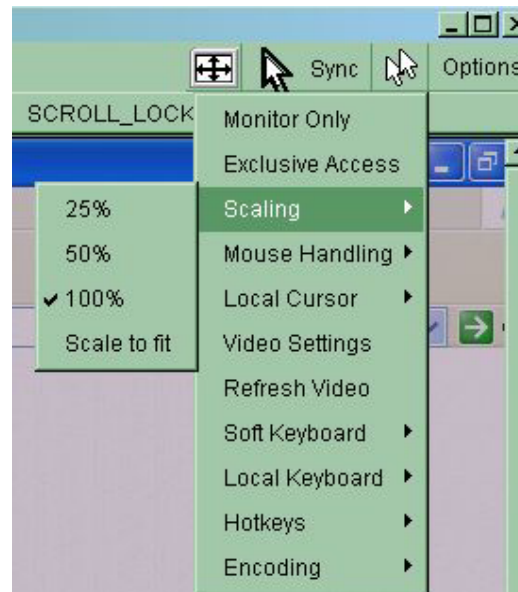 Sync Options
SCROLL_LOCK
Monitor Only
Exclusive Access
Scaling
25%
50%
100%
Scale to fit
Mouse Handling
Local Cursor
Video Settings
Refresh Video
Soft Keyboard
Local Keyboard
Hotkeys
Encoding